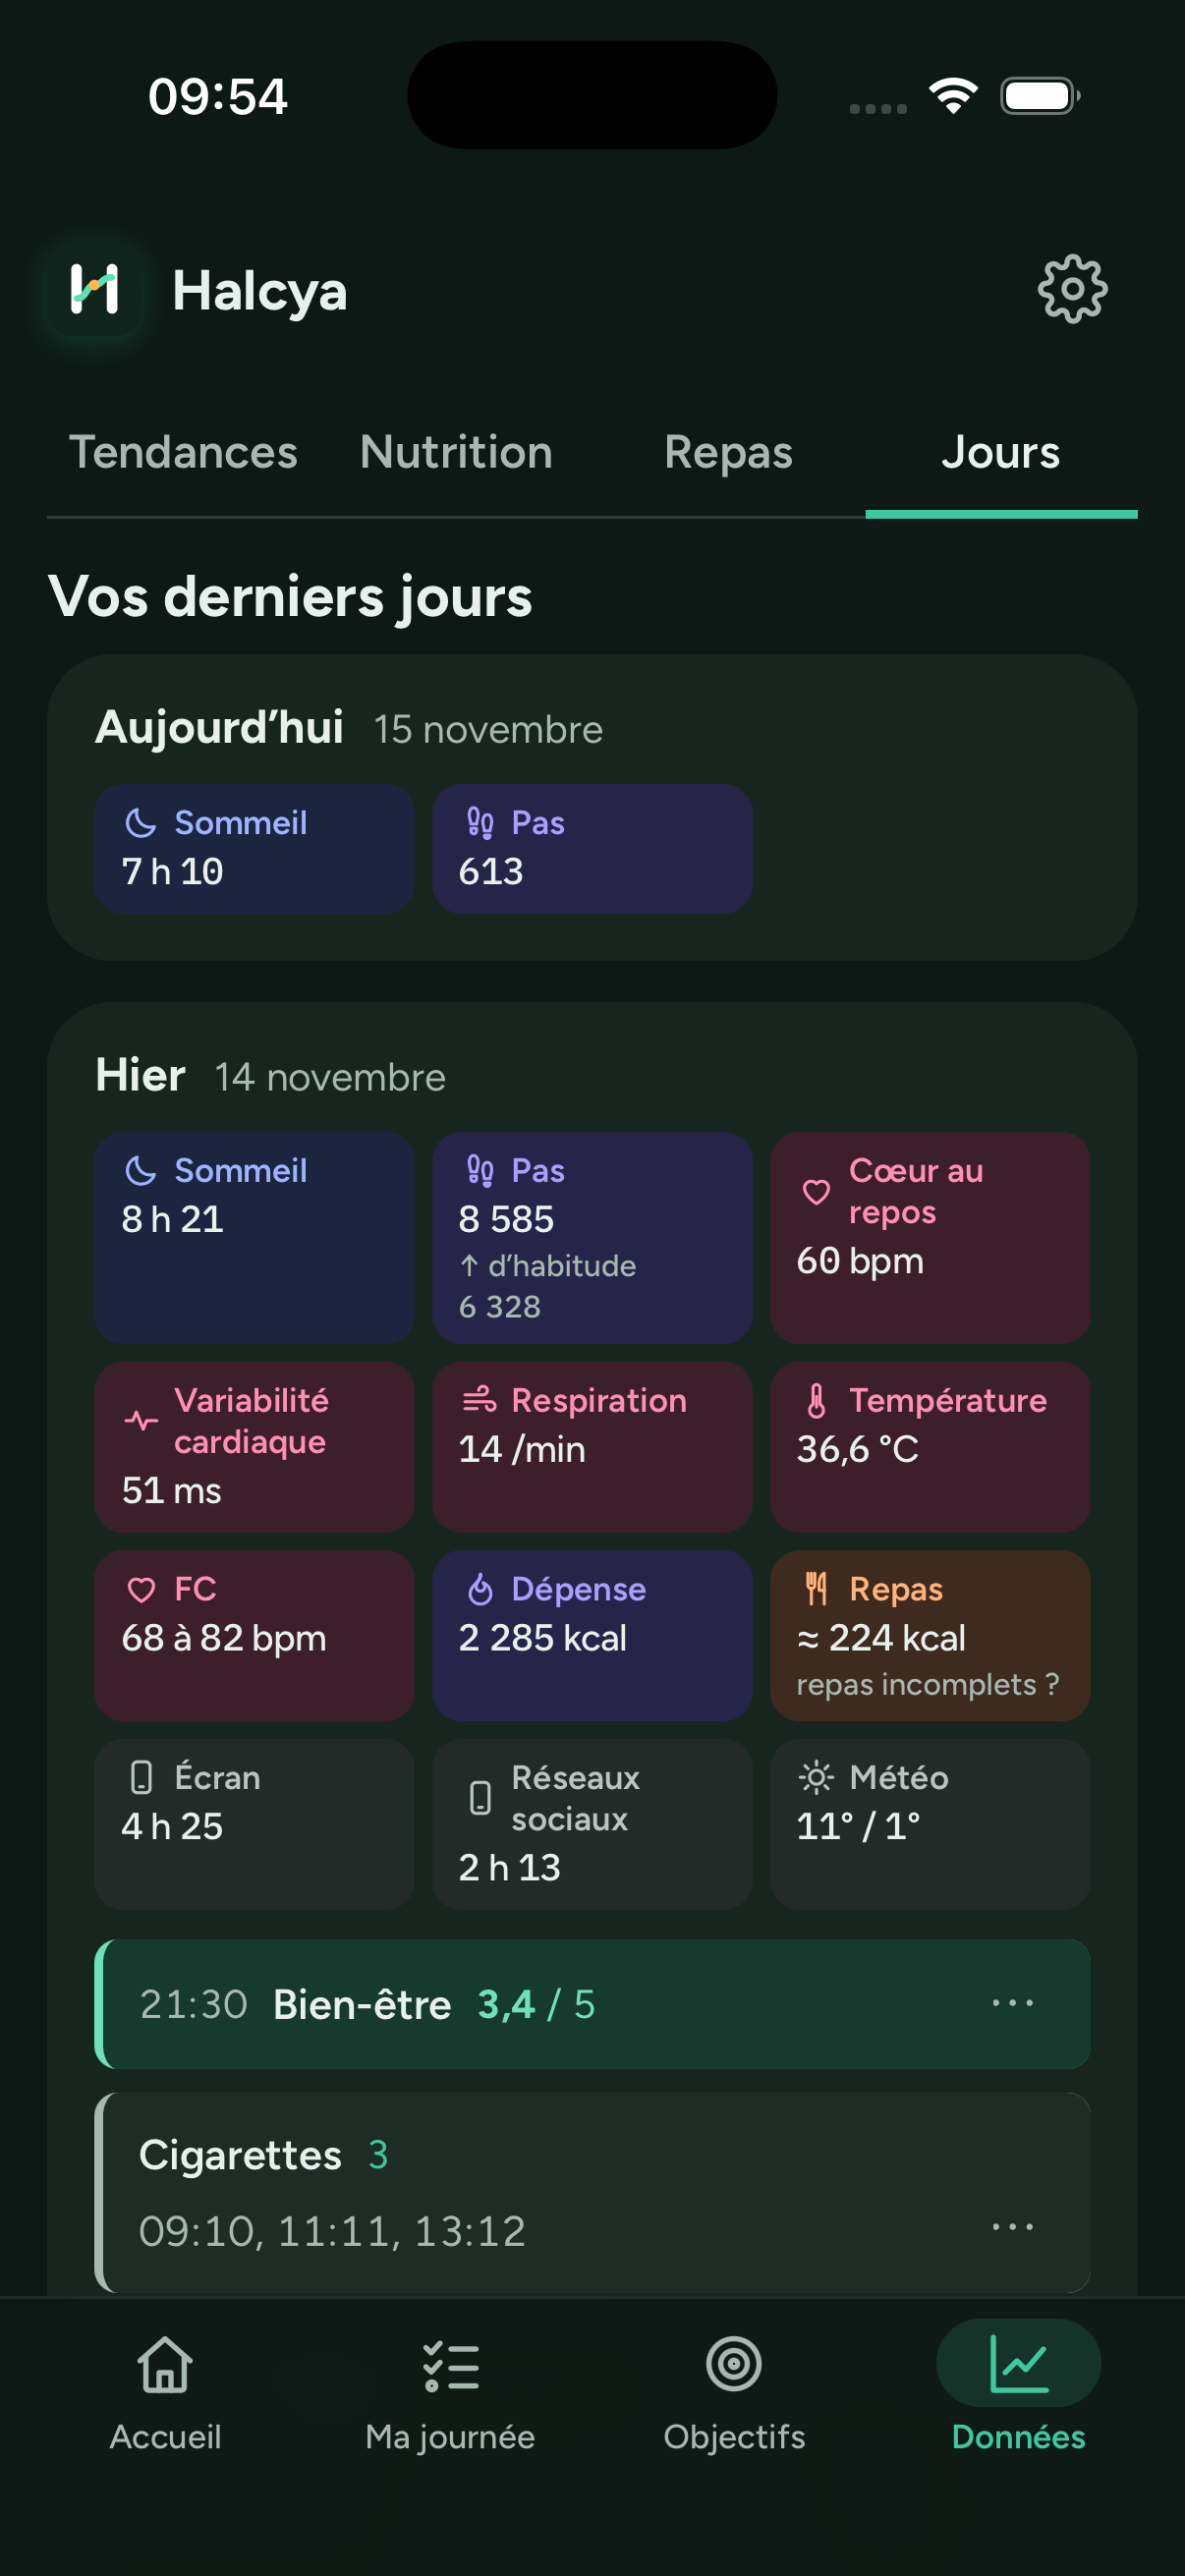 09:54
Halcya
Tendances Nutrition Repas Jours
Vos derniers jours
Aujourd’hui 15 novembre
Sommeil
7 h 10
Pas
613
Hier 14 novembre
Sommeil
8 h 21
Pas
8 585
↑ d’habitude
6 328
Cœur au
repos
60 bpm
Variabilité
cardiaque
51 ms
Respiration
14 /min
Température
36,6 °C
FC
68 à 82 bpm
Dépense
2 285 kcal
Repas
≈ 224 kcal
repas incomplets ?
Écran
4 h 25
Réseaux
sociaux
2 h 13
Météo
11° / 1°
21:30 Bien-être 3,4 / 5
Cigarettes 3
09:10, 11:11, 13:12
Accueil Ma journée Objectifs Données